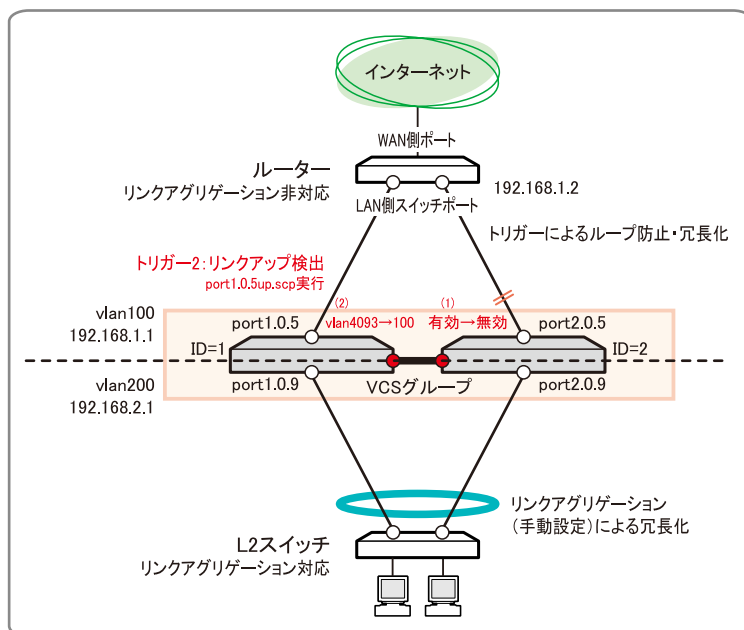 インターネット
WAN側ポート
ルーター
リンクアグリゲーション非対応
192.168.1.2
LAN側スイッチポート
トリガーによるループ防止・冗長化
トリガー2:リンクアップ検出
port1.0.5up.scp実行
(2)
(1)
vlan100
vlan4093→100
有効→無効
192.168.1.1
port1.0.5
port2.0.5
ID=1
ID=2
vlan200
port1.0.9
VCSグループ
port2.0.9
192.168.2.1
リンクアグリゲーション
(手動設定)による冗長化
L2スイッチ
リンクアグリゲーション対応